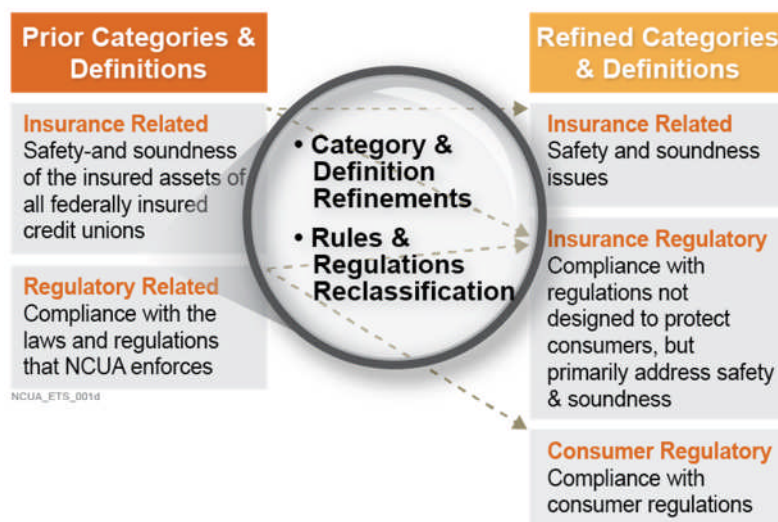 Prior Categories &
Definitions
Insurance Related
Safety-and soundness
of the insured assets of
all federally insured
credit unions
Regulatory Related
Compliance with the
laws and regulations
that NCUA enforces
NCUA_ETS_001d
• Category &
Definition
Refinements
• Rules &
Regulations
Reclassification
Refined Categories
& Definitions
Insurance Related
Safety and soundness
issues
Insurance Regulatory
Compliance with
regulations not
designed to protect
consumers, but
primarily address safety
& soundness
Consumer Regulatory
Compliance with
consumer regulations